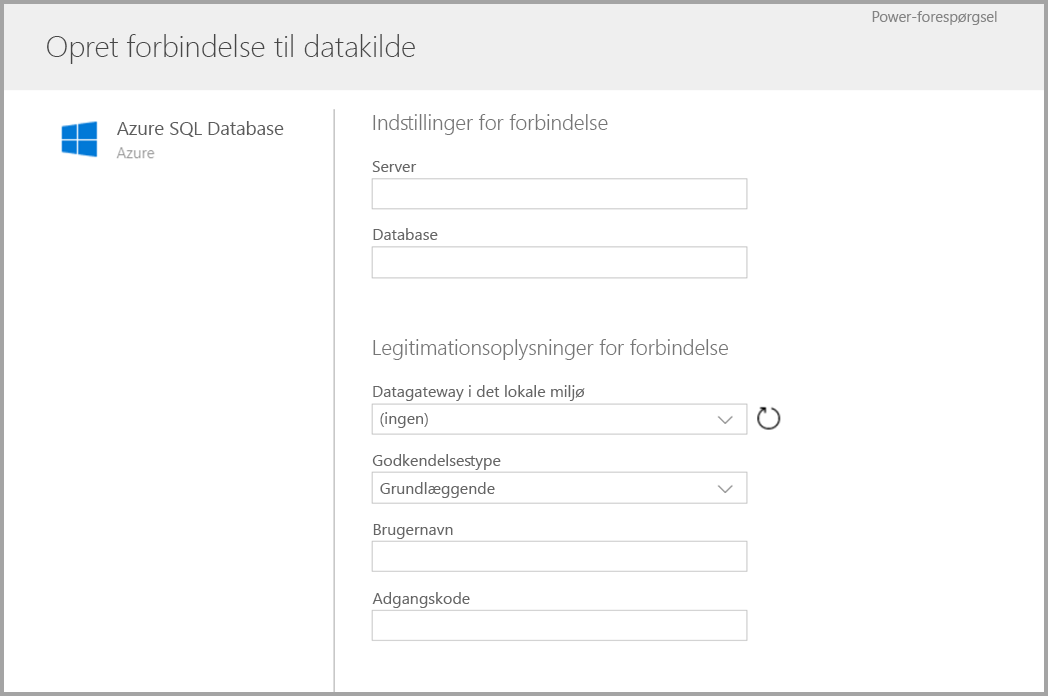 Power-forespørgsel
Opret forbindelse til datakilde
Azure SQL Database
Azure
Indstillinger for forbindelse
Server
Database
Legitimationsoplysninger for forbindelse
Datagateway i det lokale miljø
(ingen)
Godkendelsestype
Grundlæggende
Brugernavn
Adgangskode